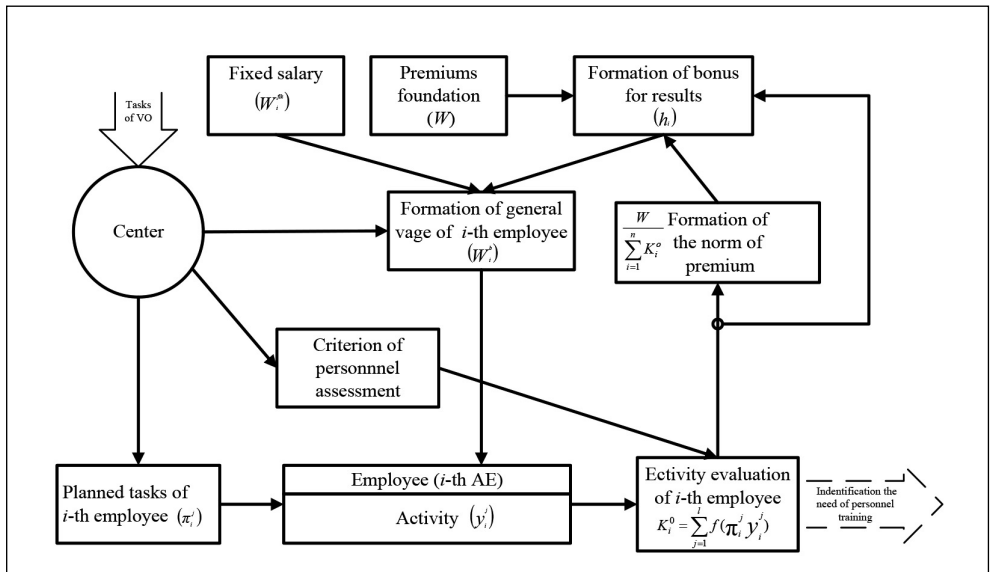 Fixed salary
(W_i^m)
Premiums
foundation
(W)
Formation of bonus
for results
(h_i)
Tasks
of VO
Center
Formation of general
vage of i-th employee
(W_i^s)
W
∑_{i=1}^{n} K_i^o
Formation of
the norm of
premium
Criterion of
personnnel
assessment
Planned tasks of
i-th employee (π_i^j)
Employee (i-th AE)
Activity (y_i^j)
Ectivity evaluation
of i-th employee
K_i^0 = ∑_{j=1}^{l} f(π_i^j y_i^j)
Indentification the
need of personnel
training